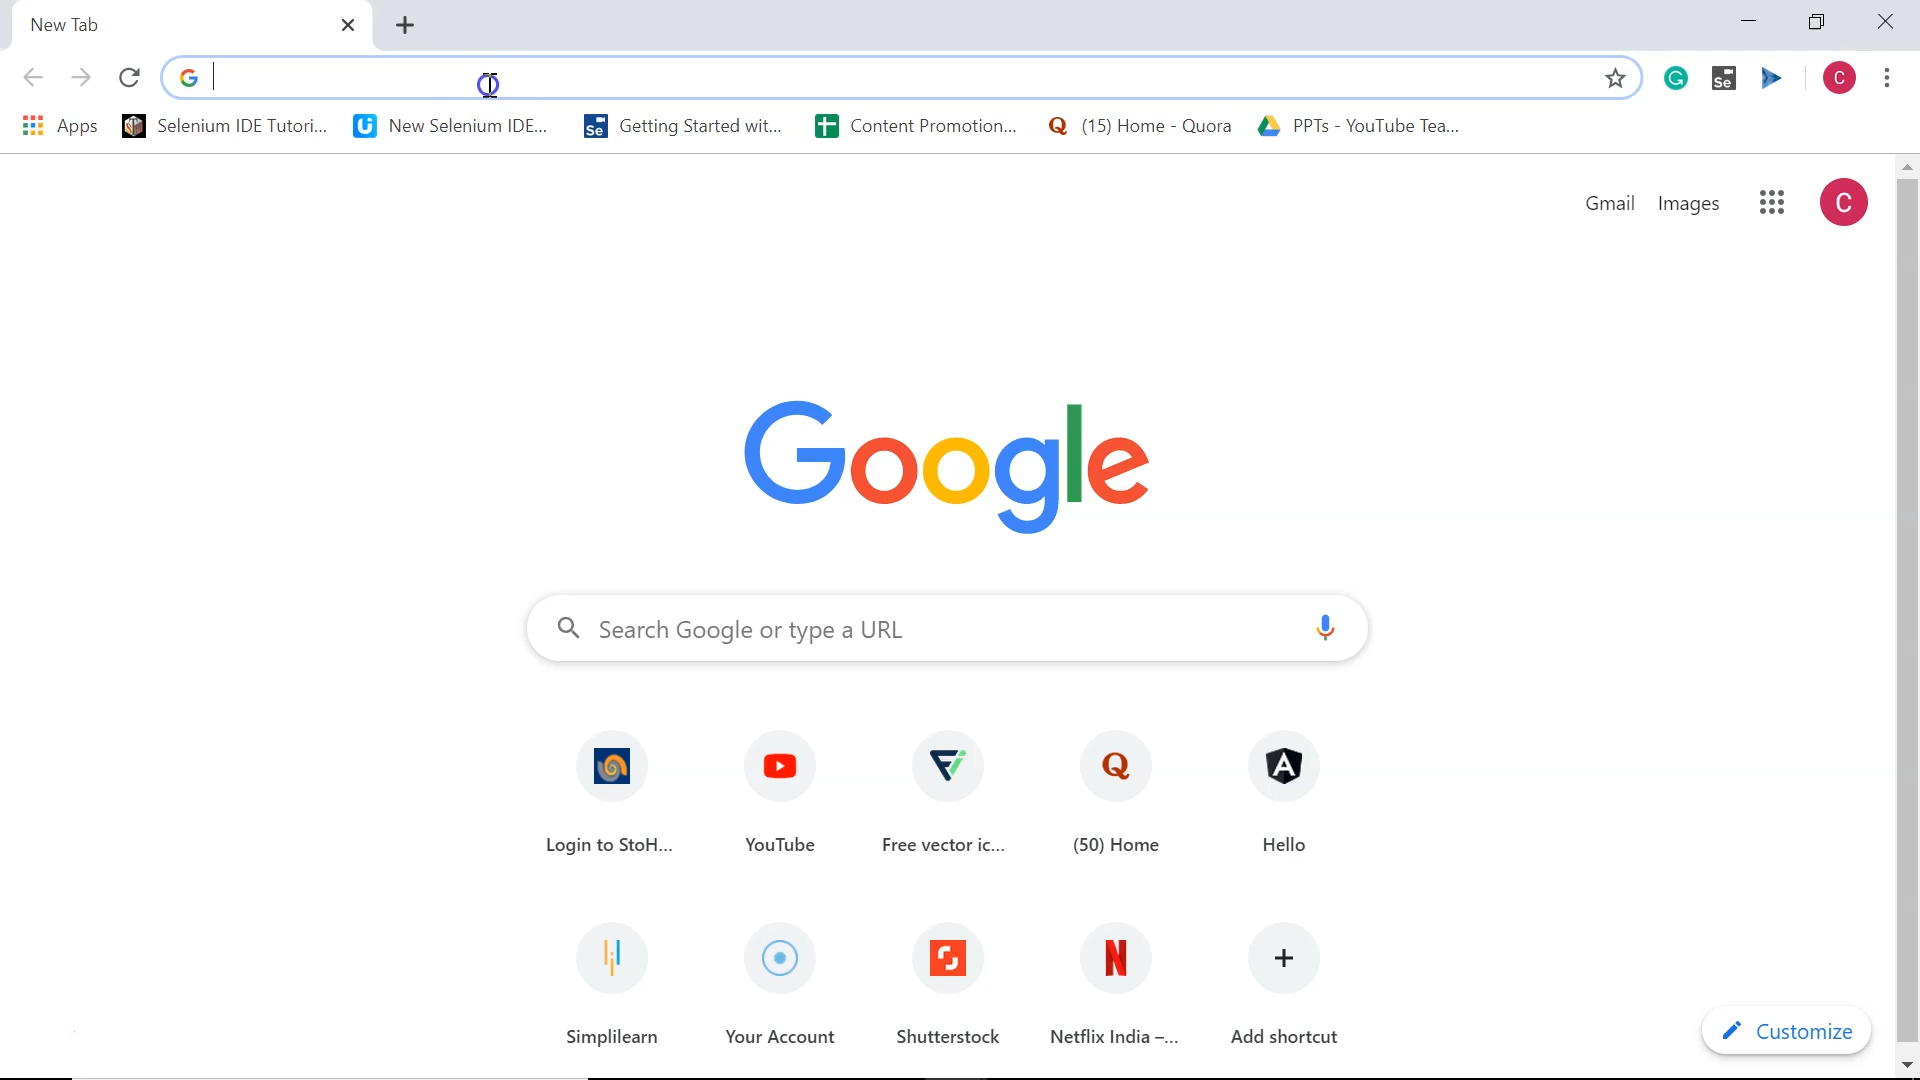 New Tab
Apps Selenium IDE Tutori... New Selenium IDE... Se Getting Started wit... Content Promotion... (15) Home - Quora PPTs - YouTube Tea...
Se C
Gmail Images C
Google
Search Google or type a URL
Login to StoH... YouTube Free vector ic... (50) Home Hello
Simplilearn Your Account Shutterstock Netflix India –... Add shortcut
Customize